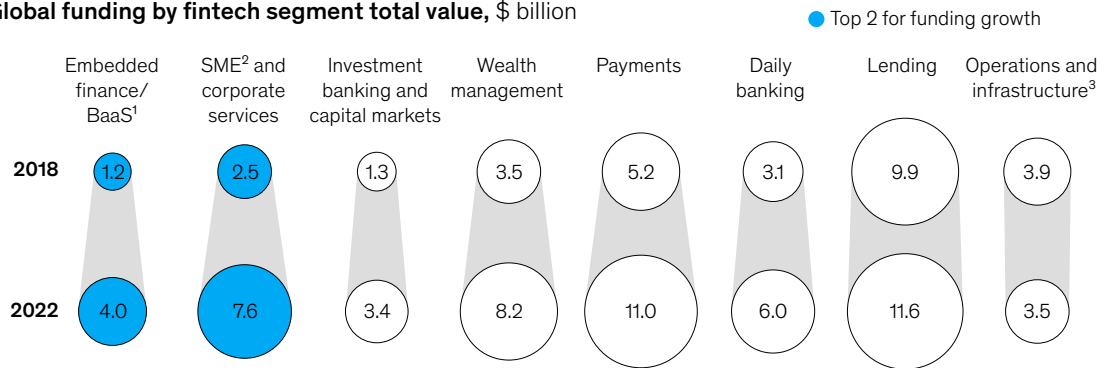 Global funding by fintech segment total value, $ billion
Top 2 for funding growth
Embedded finance/ BaaS¹
SME² and corporate services
Investment banking and capital markets
Wealth management
Payments
Daily banking
Lending
Operations and infrastructure³
2018
1.2
2.5
1.3
3.5
5.2
3.1
9.9
3.9
2022
4.0
7.6
3.4
8.2
11.0
6.0
11.6
3.5